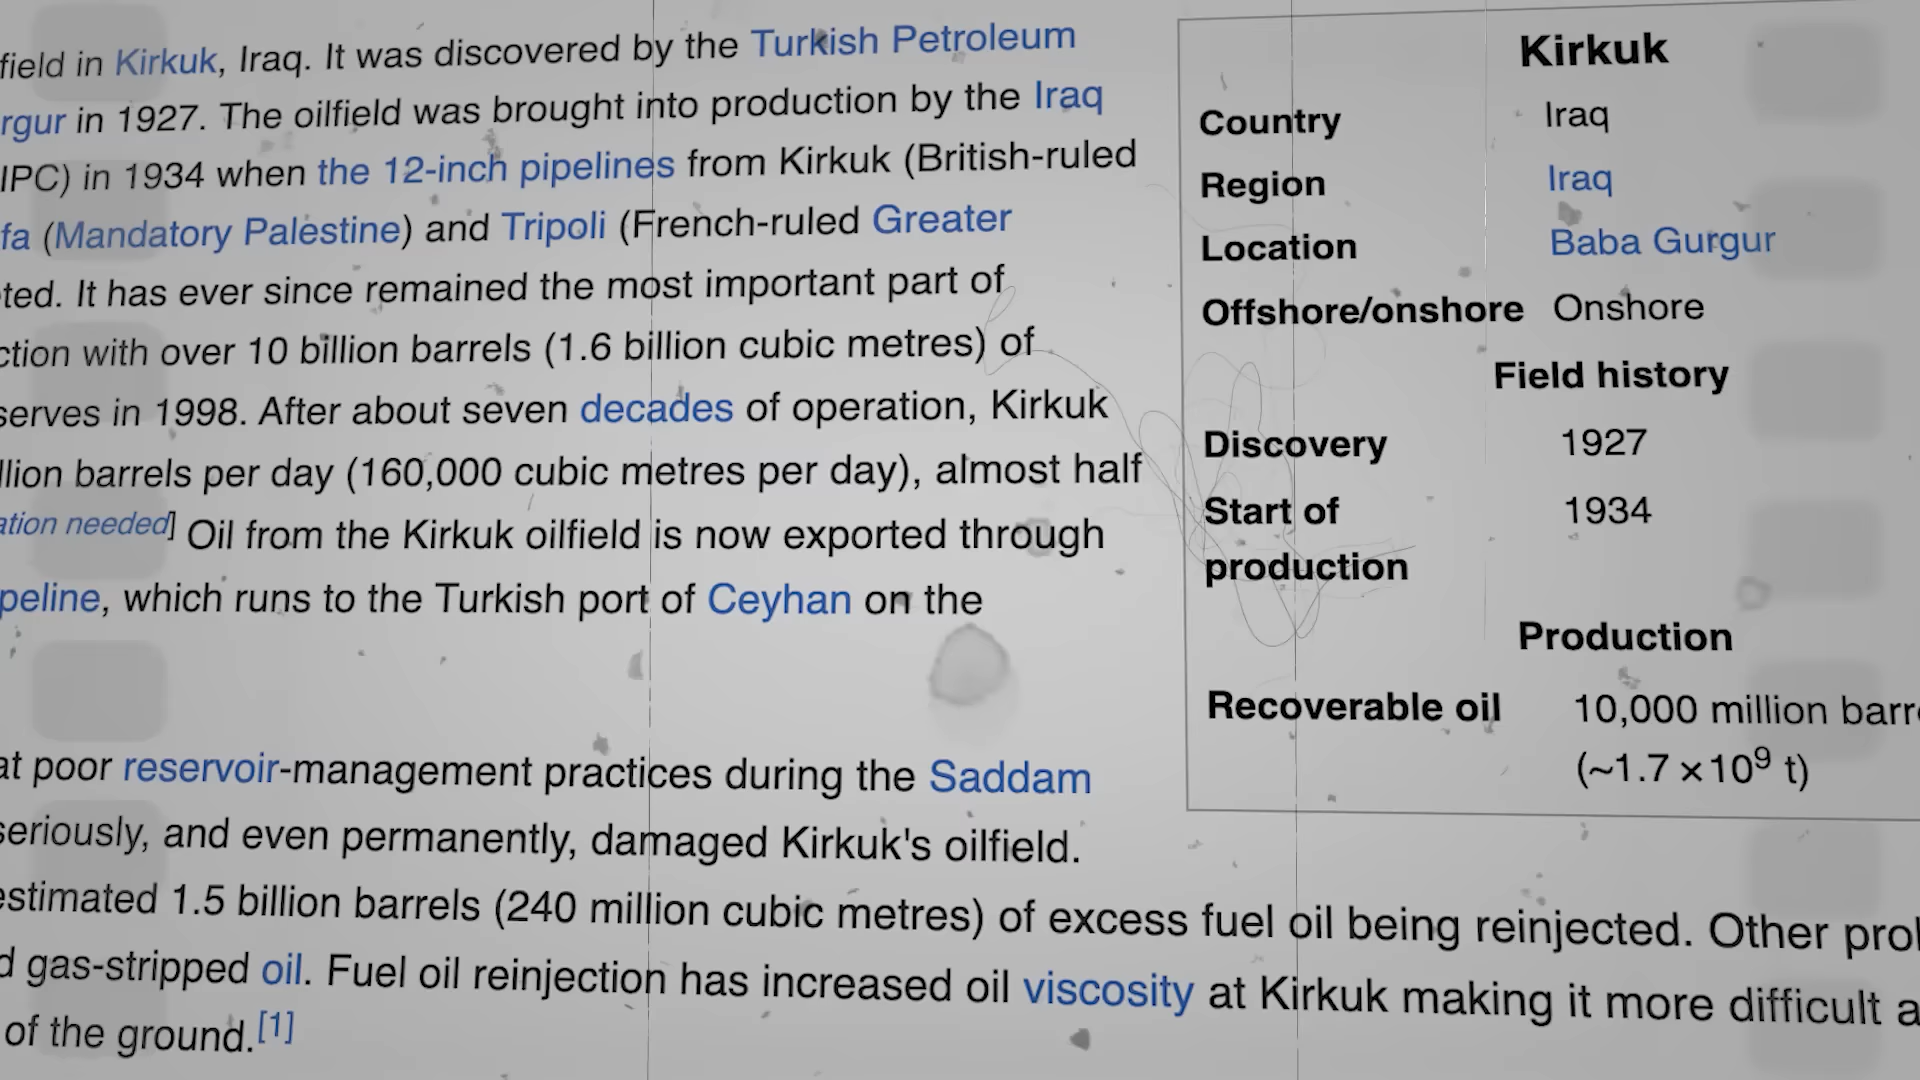 field in Kirkuk, Iraq. It was discovered by the Turkish Petroleum
rgur in 1927. The oilfield was brought into production by the Iraq
IPC) in 1934 when the 12-inch pipelines from Kirkuk (British-ruled
fa (Mandatory Palestine) and Tripoli (French-ruled Greater
ted. It has ever since remained the most important part of
ction with over 10 billion barrels (1.6 billion cubic metres) of
serves in 1998. After about seven decades of operation, Kirkuk
llion barrels per day (160,000 cubic metres per day), almost half
ation needed] Oil from the Kirkuk oilfield is now exported through
peline, which runs to the Turkish port of Ceyhan on the
at poor reservoir-management practices during the Saddam
seriously, and even permanently, damaged Kirkuk's oilfield.
estimated 1.5 billion barrels (240 million cubic metres) of excess fuel oil being reinjected. Other prob
d gas-stripped oil. Fuel oil reinjection has increased oil viscosity at Kirkuk making it more difficult a
of the ground.[1]
Kirkuk
Country Iraq
Region Iraq
Location Baba Gurgur
Offshore/onshore Onshore
Field history
Discovery 1927
Start of 1934
production
Production
Recoverable oil 10,000 million barre
(~1.7×10⁹ t)